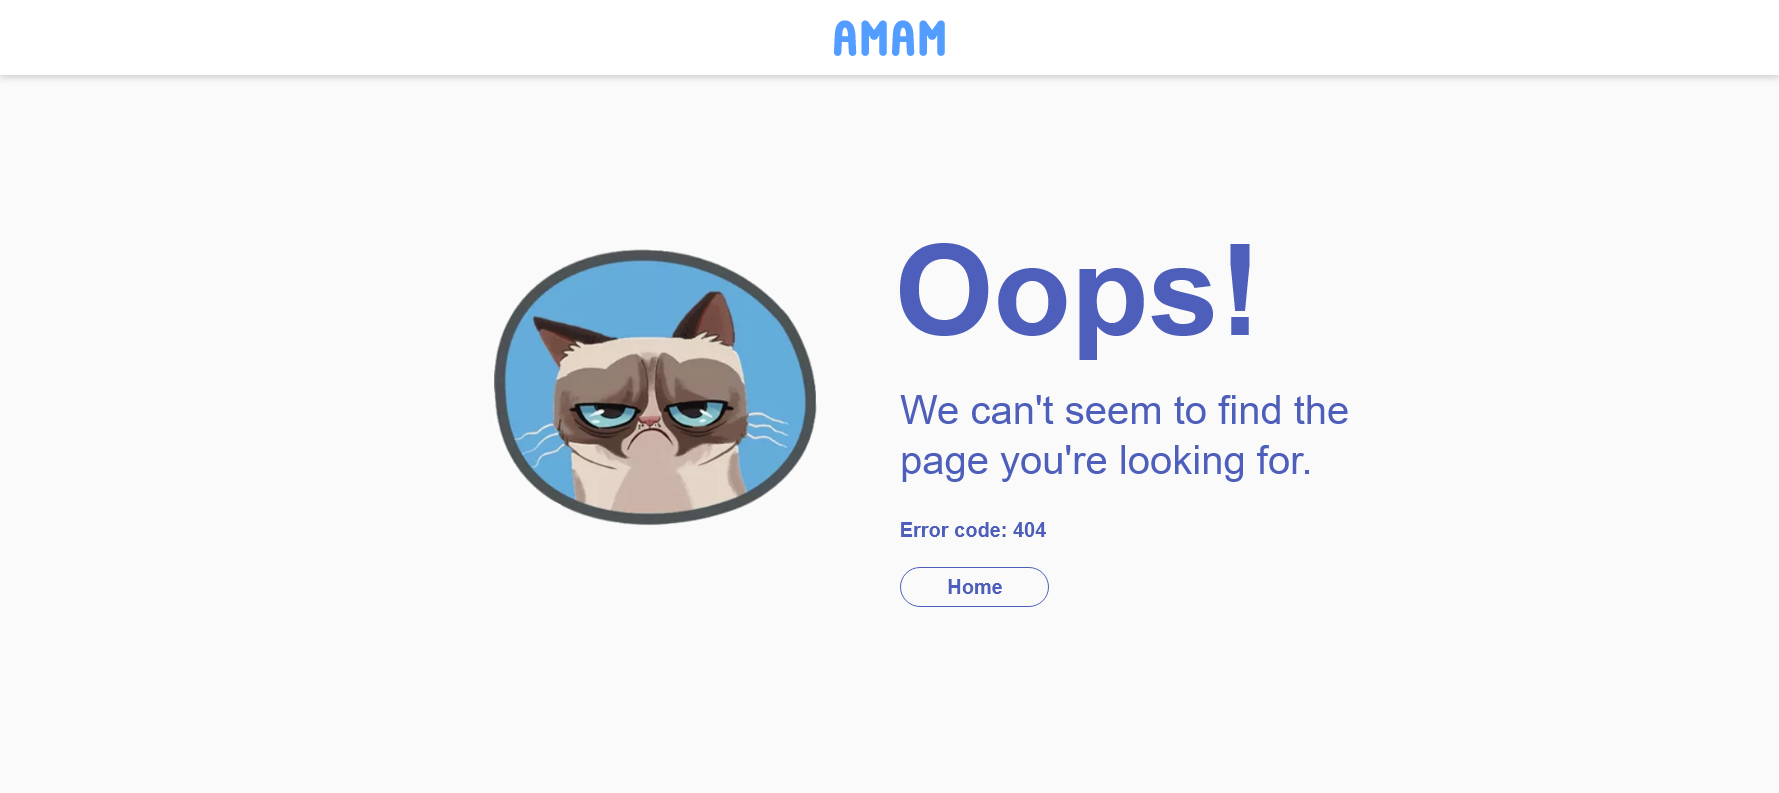 AMAM
Oops!
We can't seem to find the
page you're looking for.
Error code: 404
Home